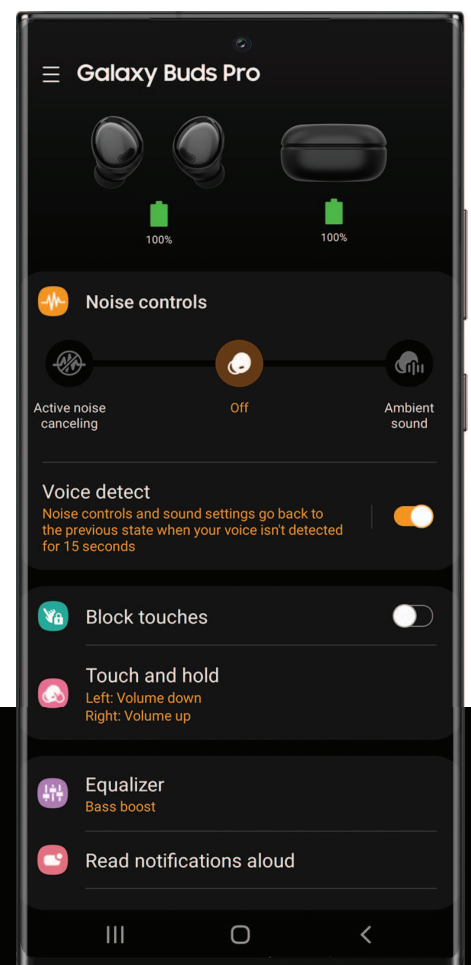 Galaxy Buds Pro
100%
100%
Noise controls
Active noise
canceling
Off
Ambient
sound
Voice detect
Noise controls and sound settings go back to
the previous state when your voice isn't detected
for 15 seconds
Block touches
Touch and hold
Left: Volume down
Right: Volume up
Equalizer
Bass boost
Read notifications aloud